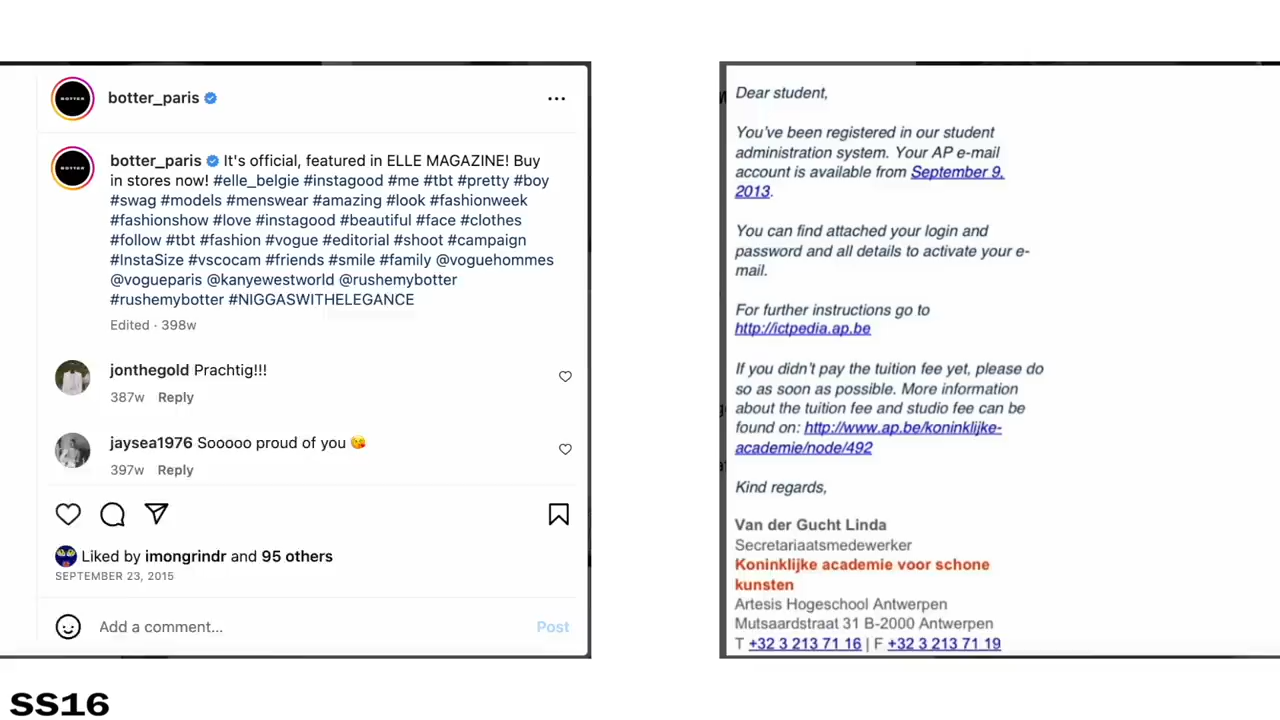 botter_paris
botter_paris It's official, featured in ELLE MAGAZINE! Buy
in stores now! #elle_belgie #instagood #me #tbt #pretty #boy
#swag #models #menswear #amazing #look #fashionweek
#fashionshow #love #instagood #beautiful #face #clothes
#follow #tbt #fashion #vogue #editorial #shoot #campaign
#InstaSize #vscocam #friends #smile #family @voguehommes
@vogueparis @kanyewestworld @rushemybotter
#rushemybotter #NIGGASWITHELEGANCE
Edited · 398w
jonthegold Prachtig!!!
387w Reply
jaysea1976 Sooooo proud of you 😘
397w Reply
Liked by imongrindr and 95 others
SEPTEMBER 23, 2015
Add a comment...
Post
Dear student,
You've been registered in our student
administration system. Your AP e-mail
account is available from September 9,
2013.
You can find attached your login and
password and all details to activate your e-
mail.
For further instructions go to
http://ictpedia.ap.be
If you didn't pay the tuition fee yet, please do
so as soon as possible. More information
about the tuition fee and studio fee can be
found on: http://www.ap.be/koninklijke-
academie/node/492
Kind regards,
Van der Gucht Linda
Secretariaatsmedewerker
Koninklijke academie voor schone
kunsten
Artesis Hogeschool Antwerpen
Mutsaardstraat 31 B-2000 Antwerpen
T +32 3 213 71 16 | F +32 3 213 71 19
SS16